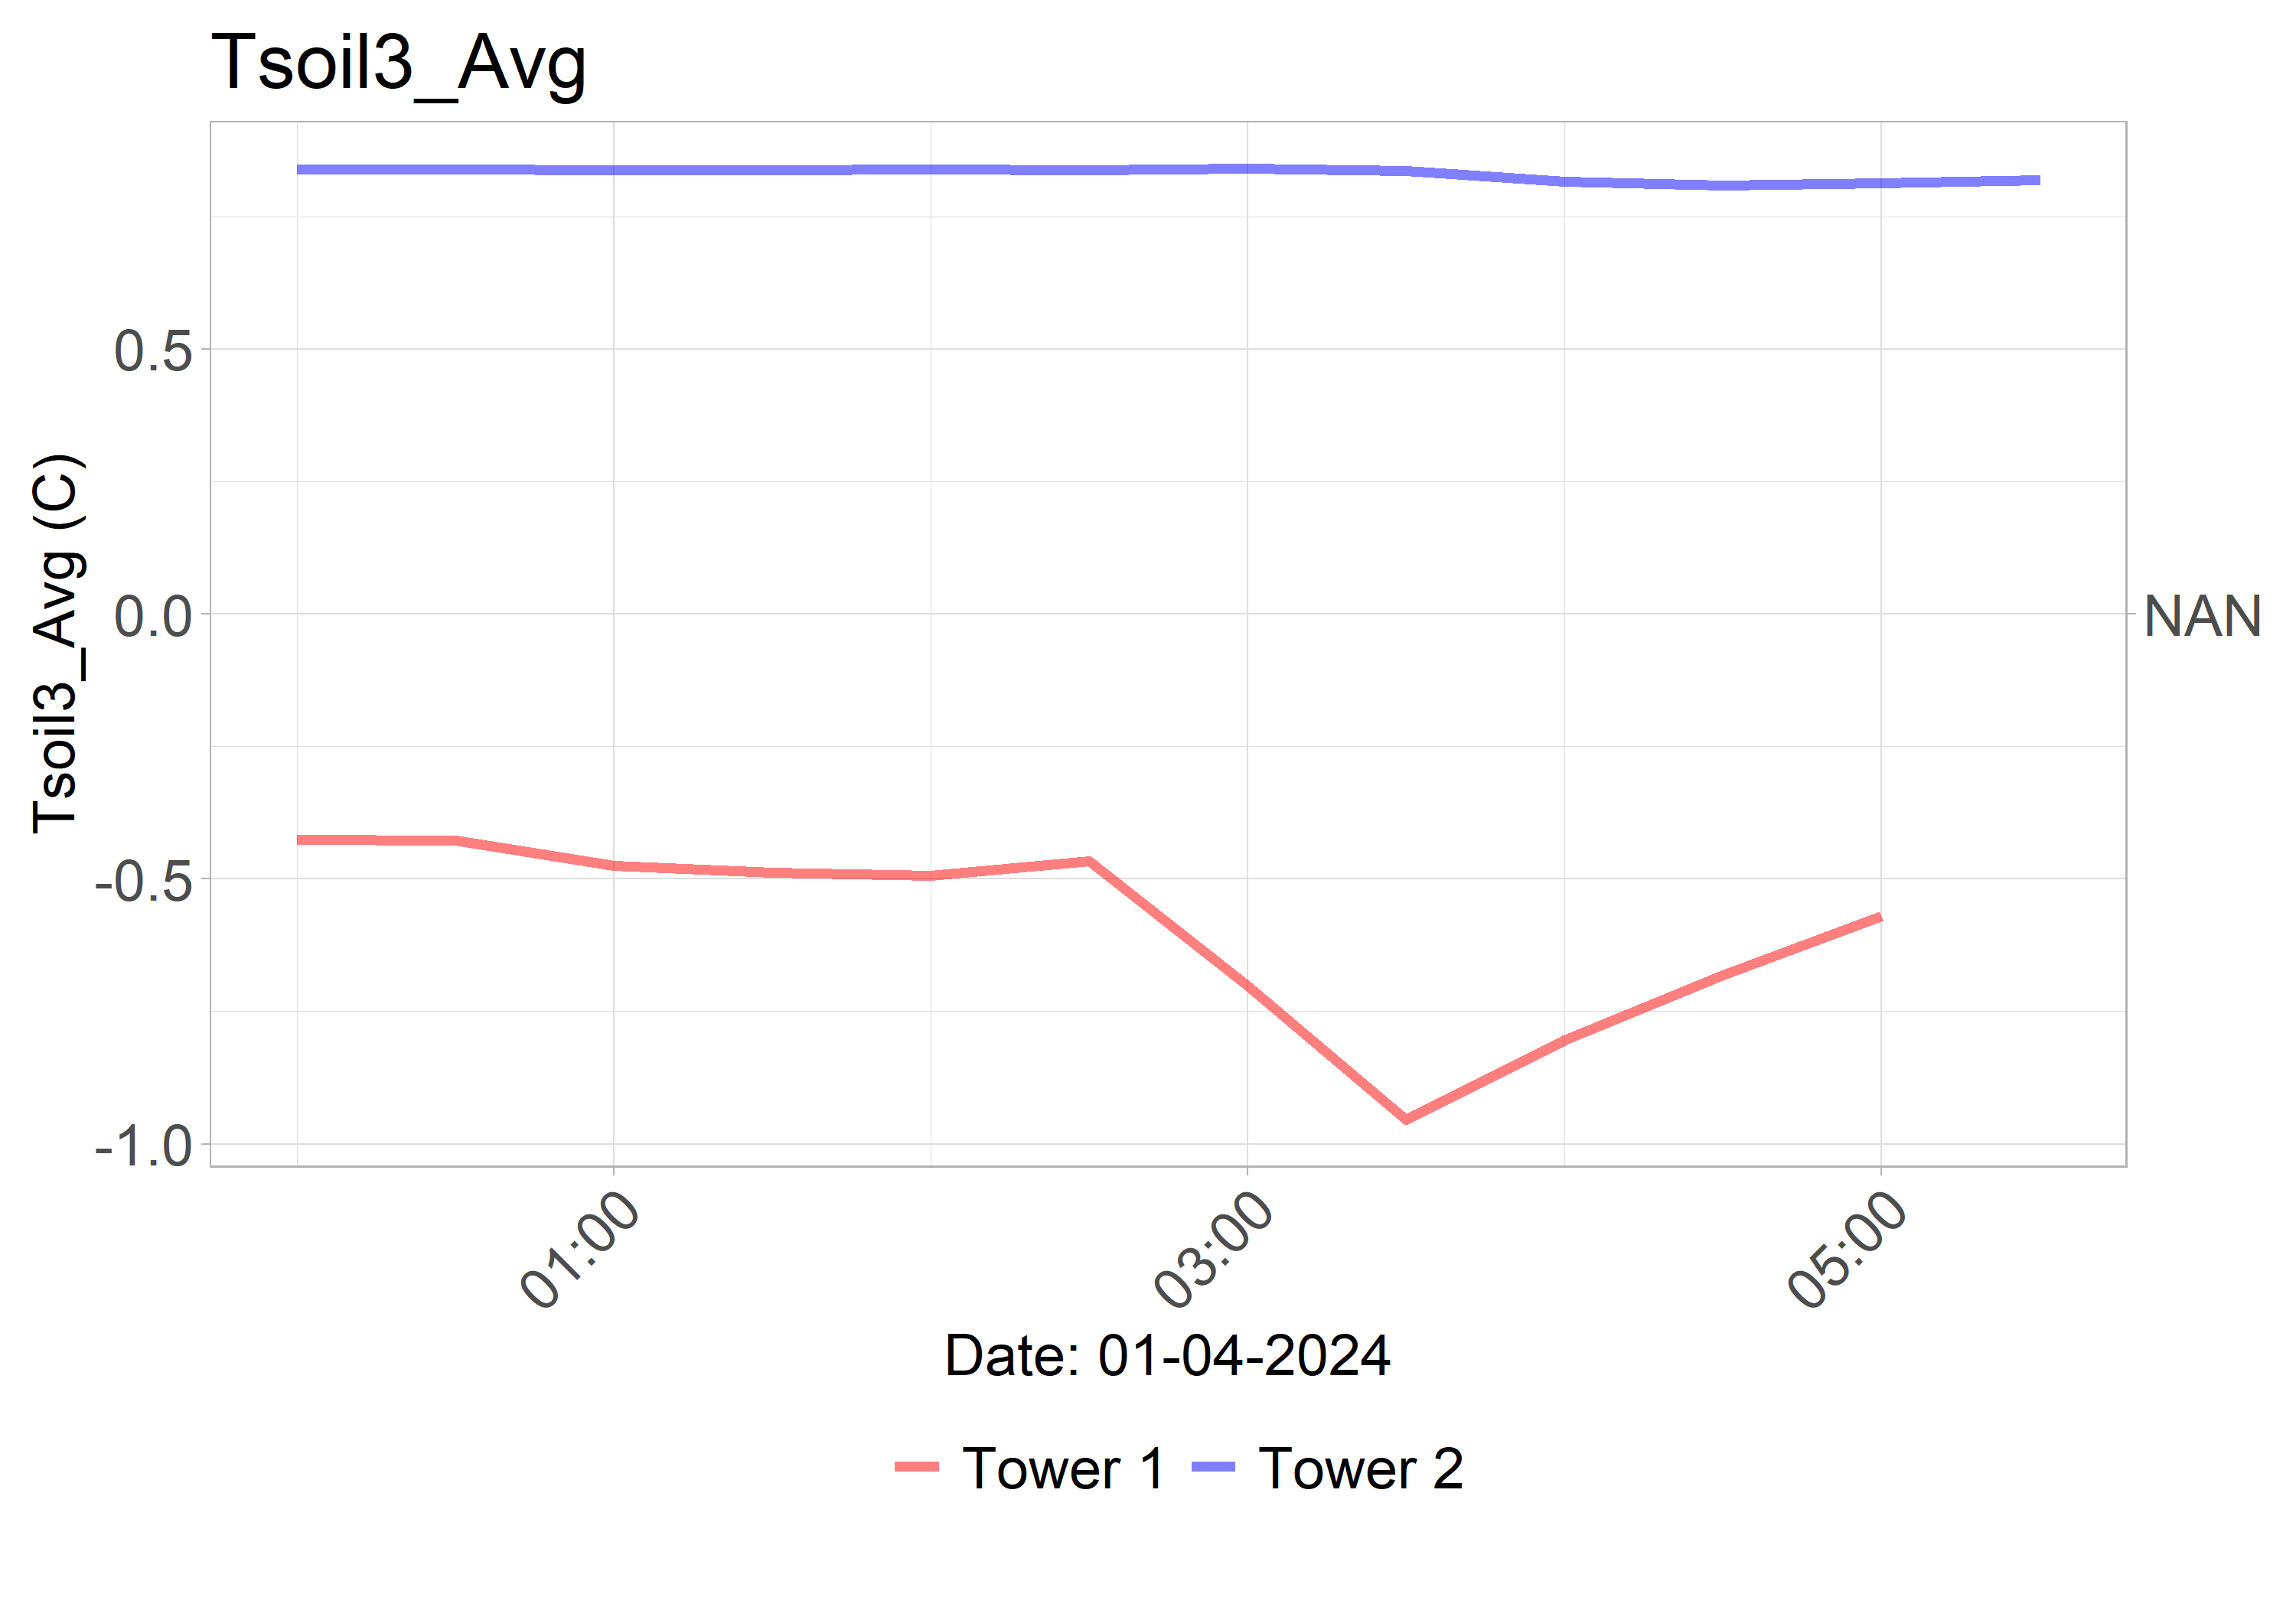 Tsoil3_Avg
Tsoil3_Avg (C)
0.5
0.0
-0.5
-1.0
NAN
01:00
03:00
05:00
Date: 01-04-2024
Tower 1
Tower 2